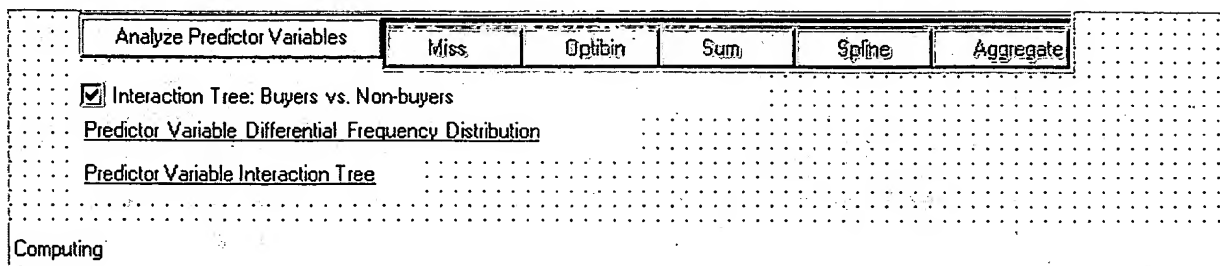 Analyze Predictor Variables Miss Optibin Sum Spline Aggregate
Interaction Tree: Buyers vs. Non-buyers
Predictor Variable Differential Frequency Distribution
Predictor Variable Interaction Tree
Computing